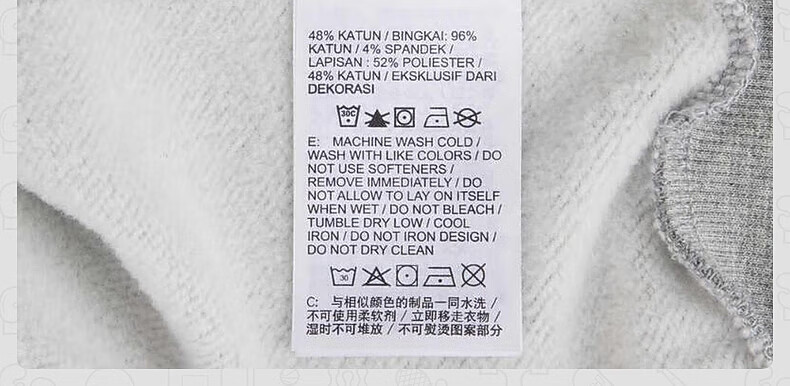 48% KATUN / BINGKAI: 96%
KATUN / 4% SPANDEK /
LAPISAN : 52% POLIESTER /
48% KATUN / EKSKLUSIF DARI
DEKORASI
30C
E: MACHINE WASH COLD /
WASH WITH LIKE COLORS / DO
NOT USE SOFTENERS /
REMOVE IMMEDIATELY / DO
NOT ALLOW TO LAY ON ITSELF
WHEN WET / DO NOT BLEACH /
TUMBLE DRY LOW / COOL
IRON / DO NOT IRON DESIGN /
DO NOT DRY CLEAN
30
C: 与相似颜色的制品一同水洗 /
不可使用柔软剂 / 立即移走衣物 /
湿时不可堆放 / 不可熨烫图案部分